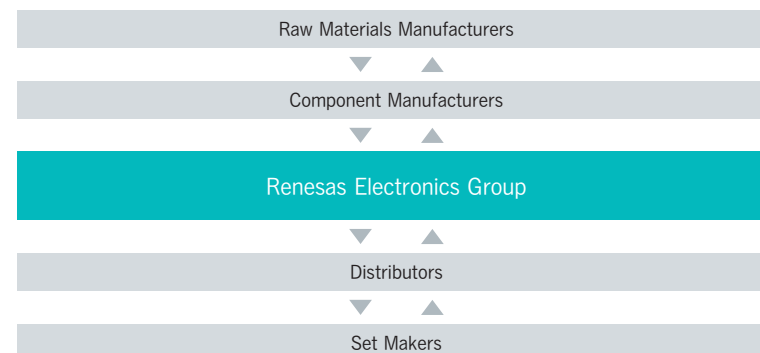 Raw Materials Manufacturers
Component Manufacturers
Renesas Electronics Group
Distributors
Set Makers